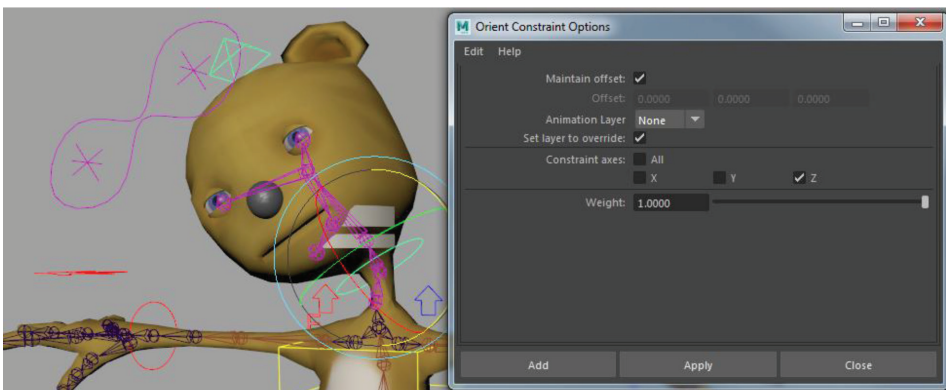 Orient Constraint Options
Edit Help
Maintain offset:
Offset: 0.0000 0.0000 0.0000
Animation Layer None
Set layer to override:
Constraint axes: All
X Y Z
Weight: 1.0000
Add Apply Close